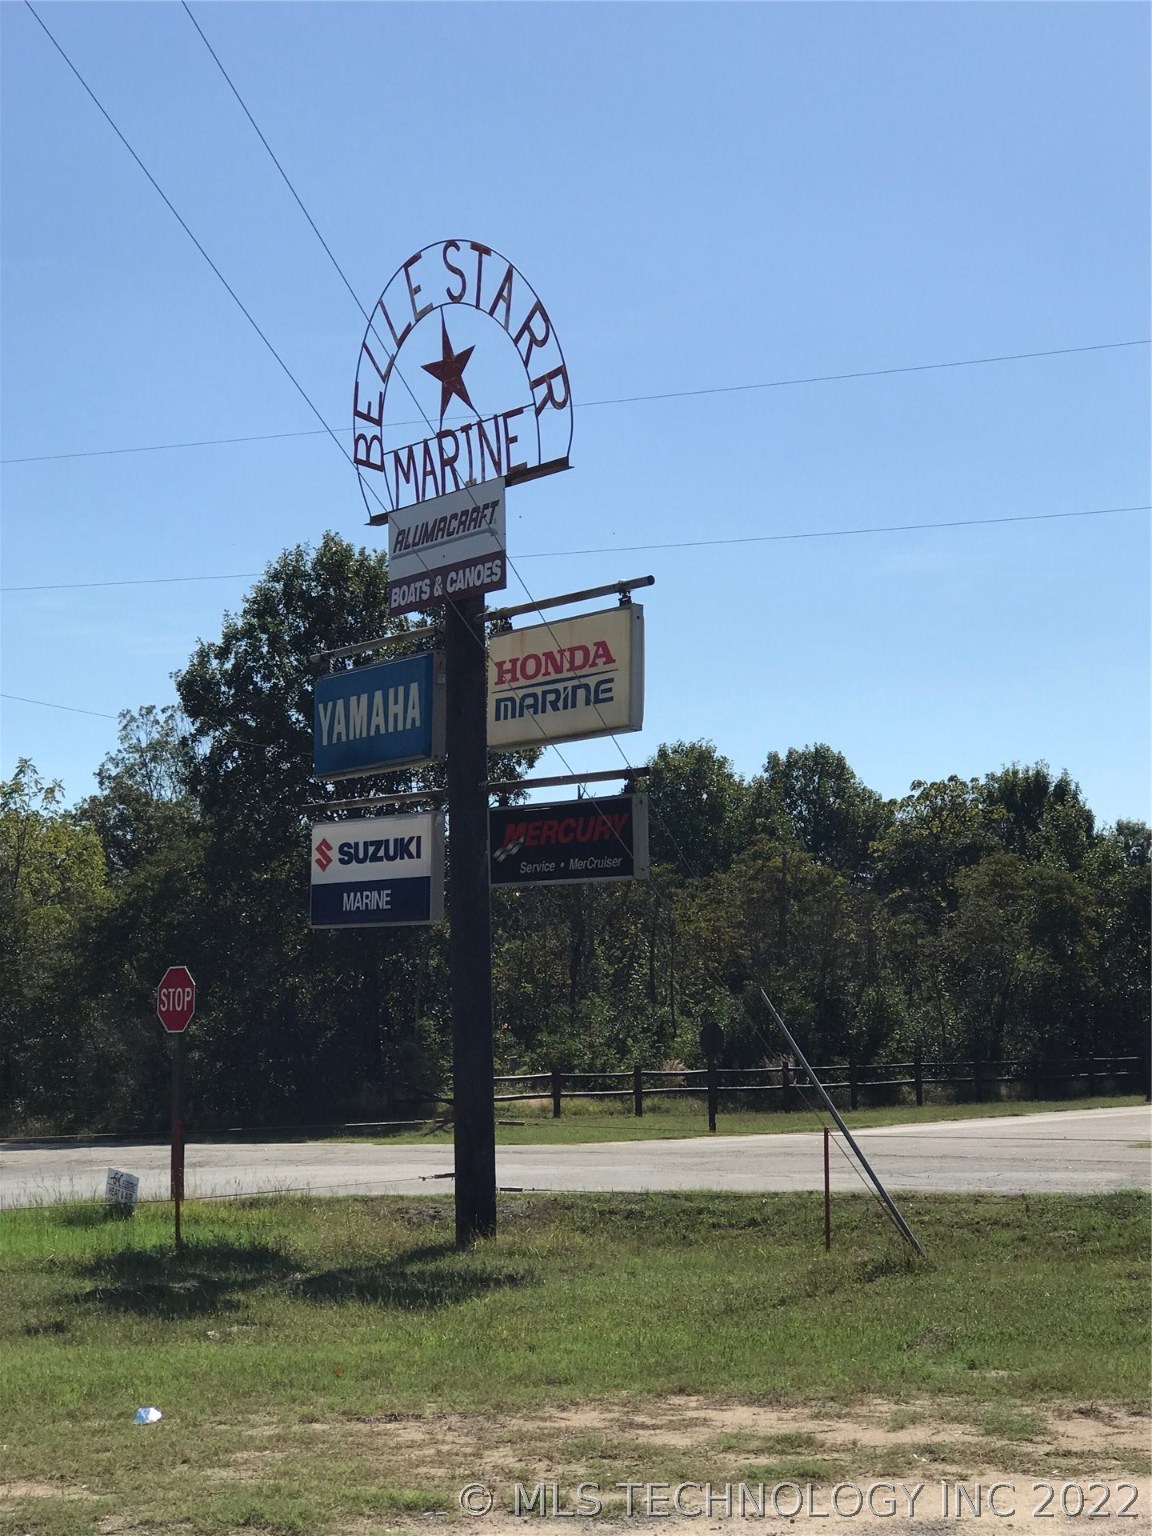 BELLE STARR
MARINE
ALUMACRAFT
BOATS & CANOES
HONDA
MARINE
YAMAHA
MERCURY
Service • MerCruiser
SUZUKI
MARINE
STOP
© MLS TECHNOLOGY INC 2022